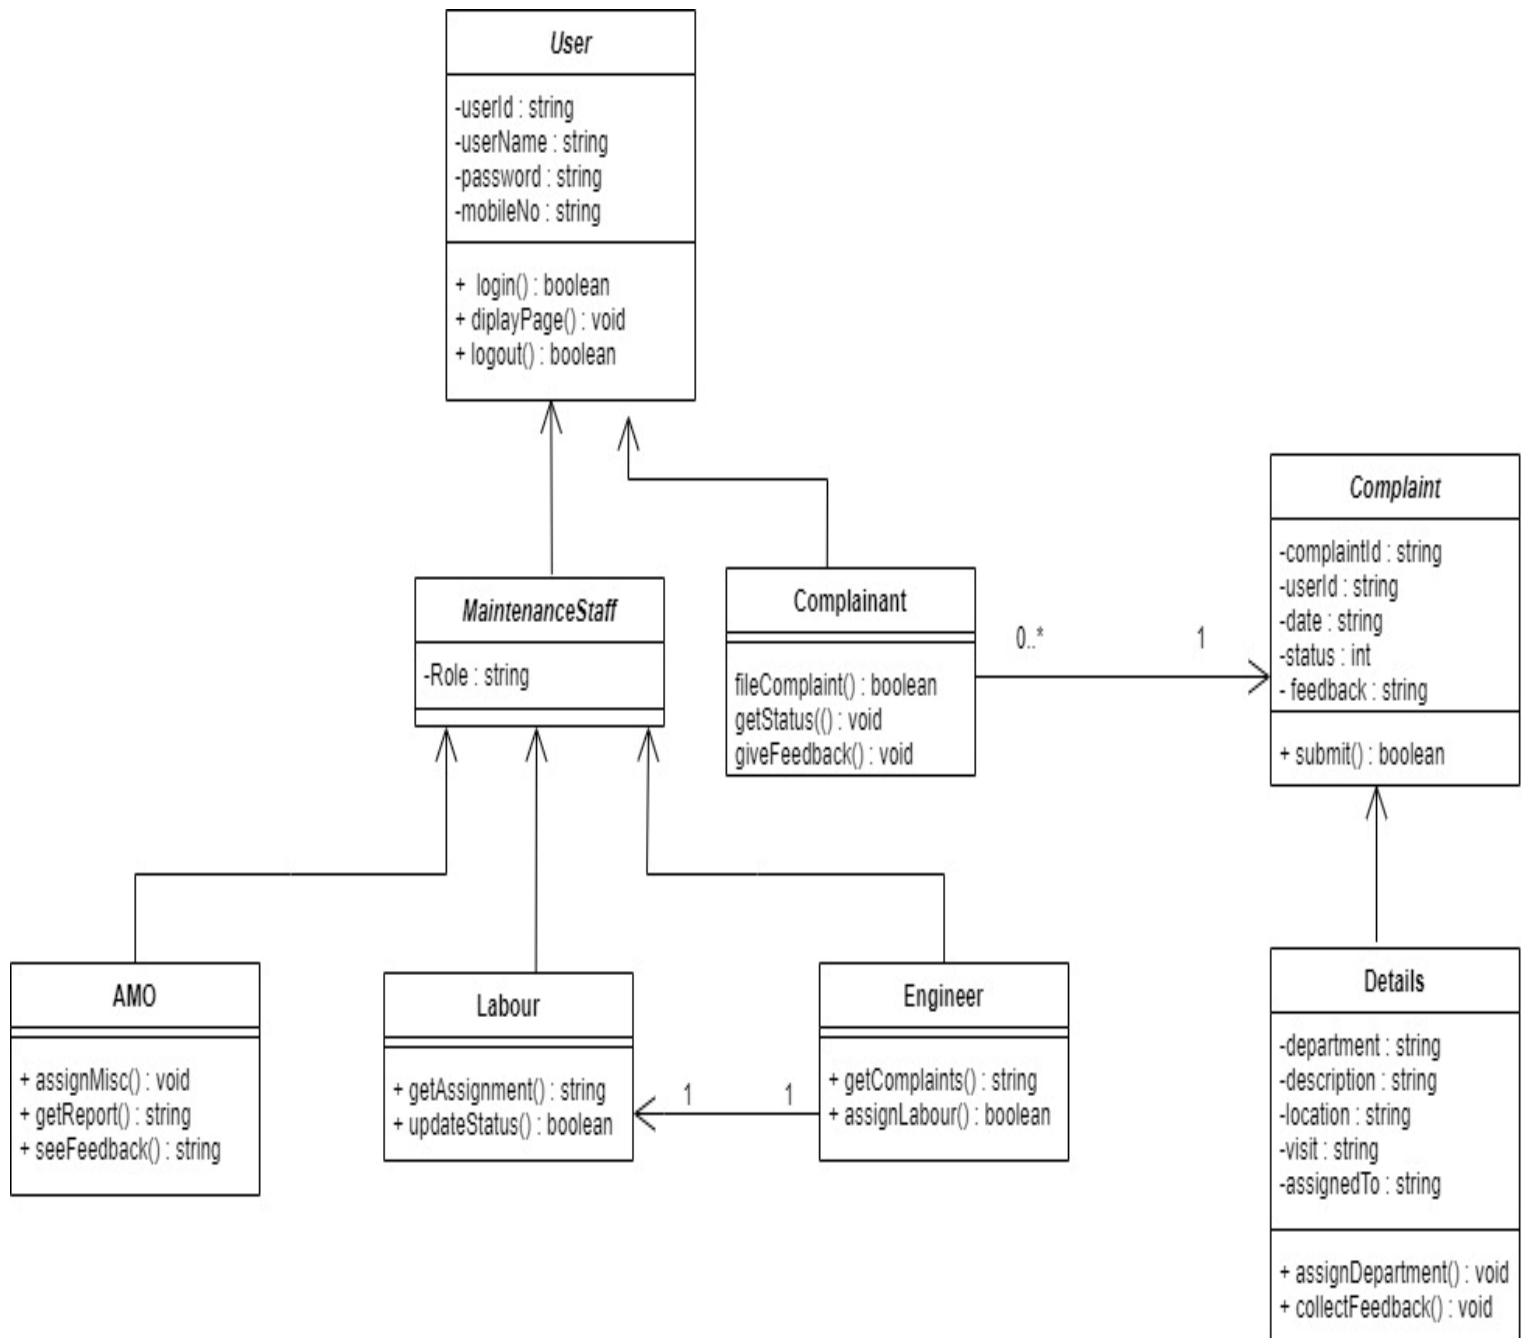 User
-userId : string
-userName : string
-password : string
-mobileNo : string
+ login() : boolean
+ diplayPage() : void
+ logout() : boolean
MaintenanceStaff
-Role : string
Complainant
fileComplaint() : boolean
getStatus(() : void
giveFeedback() : void
0..*
1
Complaint
-complaintId : string
-userId : string
-date : string
-status : int
- feedback : string
+ submit() : boolean
AMO
+ assignMisc() : void
+ getReport() : string
+ seeFeedback() : string
Labour
+ getAssignment() : string
+ updateStatus() : boolean
1
1
Engineer
+ getComplaints() : string
+ assignLabour() : boolean
Details
-department : string
-description : string
-location : string
-visit : string
-assignedTo : string
+ assignDepartment() : void
+ collectFeedback() : void